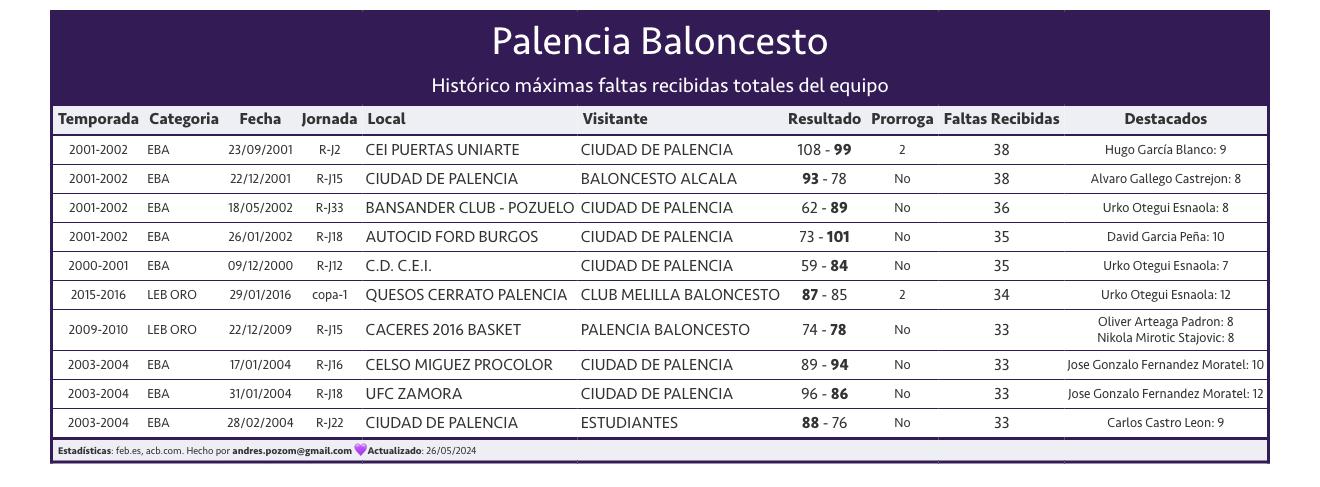 Palencia Baloncesto
Histórico máximas faltas recibidas totales del equipo
Temporada Categoria Fecha Jornada Local Visitante Resultado Prorroga Faltas Recibidas Destacados
2001-2002 EBA 23/09/2001 R-J2 CEI PUERTAS UNIARTE CIUDAD DE PALENCIA 108 - 99 2 38 Hugo García Blanco: 9
2001-2002 EBA 22/12/2001 R-J15 CIUDAD DE PALENCIA BALONCESTO ALCALA 93 - 78 No 38 Alvaro Gallego Castrejon: 8
2001-2002 EBA 18/05/2002 R-J33 BANSANDER CLUB - POZUELO CIUDAD DE PALENCIA 62 - 89 No 36 Urko Otegui Esnaola: 8
2001-2002 EBA 26/01/2002 R-J18 AUTOCID FORD BURGOS CIUDAD DE PALENCIA 73 - 101 No 35 David Garcia Peña: 10
2000-2001 EBA 09/12/2000 R-J12 C.D. C.E.I. CIUDAD DE PALENCIA 59 - 84 No 35 Urko Otegui Esnaola: 7
2015-2016 LEB ORO 29/01/2016 copa-1 QUESOS CERRATO PALENCIA CLUB MELILLA BALONCESTO 87 - 85 2 34 Urko Otegui Esnaola: 12
2009-2010 LEB ORO 22/12/2009 R-J15 CACERES 2016 BASKET PALENCIA BALONCESTO 74 - 78 No 33 Oliver Arteaga Padron: 8
Nikola Mirotic Stajovic: 8
2003-2004 EBA 17/01/2004 R-J16 CELSO MIGUEZ PROCOLOR CIUDAD DE PALENCIA 89 - 94 No 33 Jose Gonzalo Fernandez Moratel: 10
2003-2004 EBA 31/01/2004 R-J18 UFC ZAMORA CIUDAD DE PALENCIA 96 - 86 No 33 Jose Gonzalo Fernandez Moratel: 12
2003-2004 EBA 28/02/2004 R-J22 CIUDAD DE PALENCIA ESTUDIANTES 88 - 76 No 33 Carlos Castro Leon: 9
Estadísticas: feb.es, acb.com. Hecho por andres.pozom@gmail.com 💜Actualizado: 26/05/2024